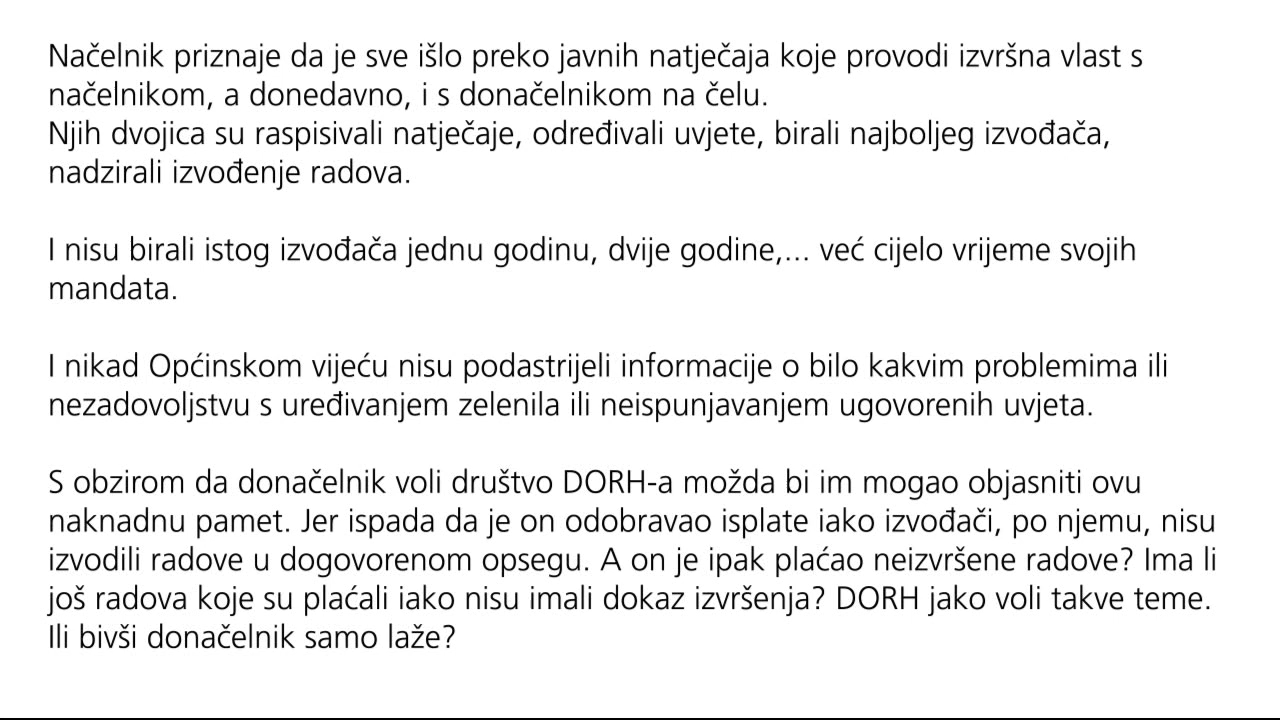 Načelnik priznaje da je sve išlo preko javnih natječaja koje provodi izvršna vlast s
načelnikom, a donedavno, i s donačelnikom na čelu.
Njih dvojica su raspisivali natječaje, određivali uvjete, birali najboljeg izvođača,
nadzirali izvođenje radova.
I nisu birali istog izvođača jednu godinu, dvije godine,... već cijelo vrijeme svojih
mandata.
I nikad Općinskom vijeću nisu podastrijeli informacije o bilo kakvim problemima ili
nezadovoljstvu s uređivanjem zelenila ili neispunjavanjem ugovorenih uvjeta.
S obzirom da donačelnik voli društvo DORH-a možda bi im mogao objasniti ovu
naknadnu pamet. Jer ispada da je on odobravao isplate iako izvođači, po njemu, nisu
izvodili radove u dogovorenom opsegu. A on je ipak plaćao neizvršene radove? Ima li
još radova koje su plaćali iako nisu imali dokaz izvršenja? DORH jako voli takve teme.
Ili bivši donačelnik samo laže?